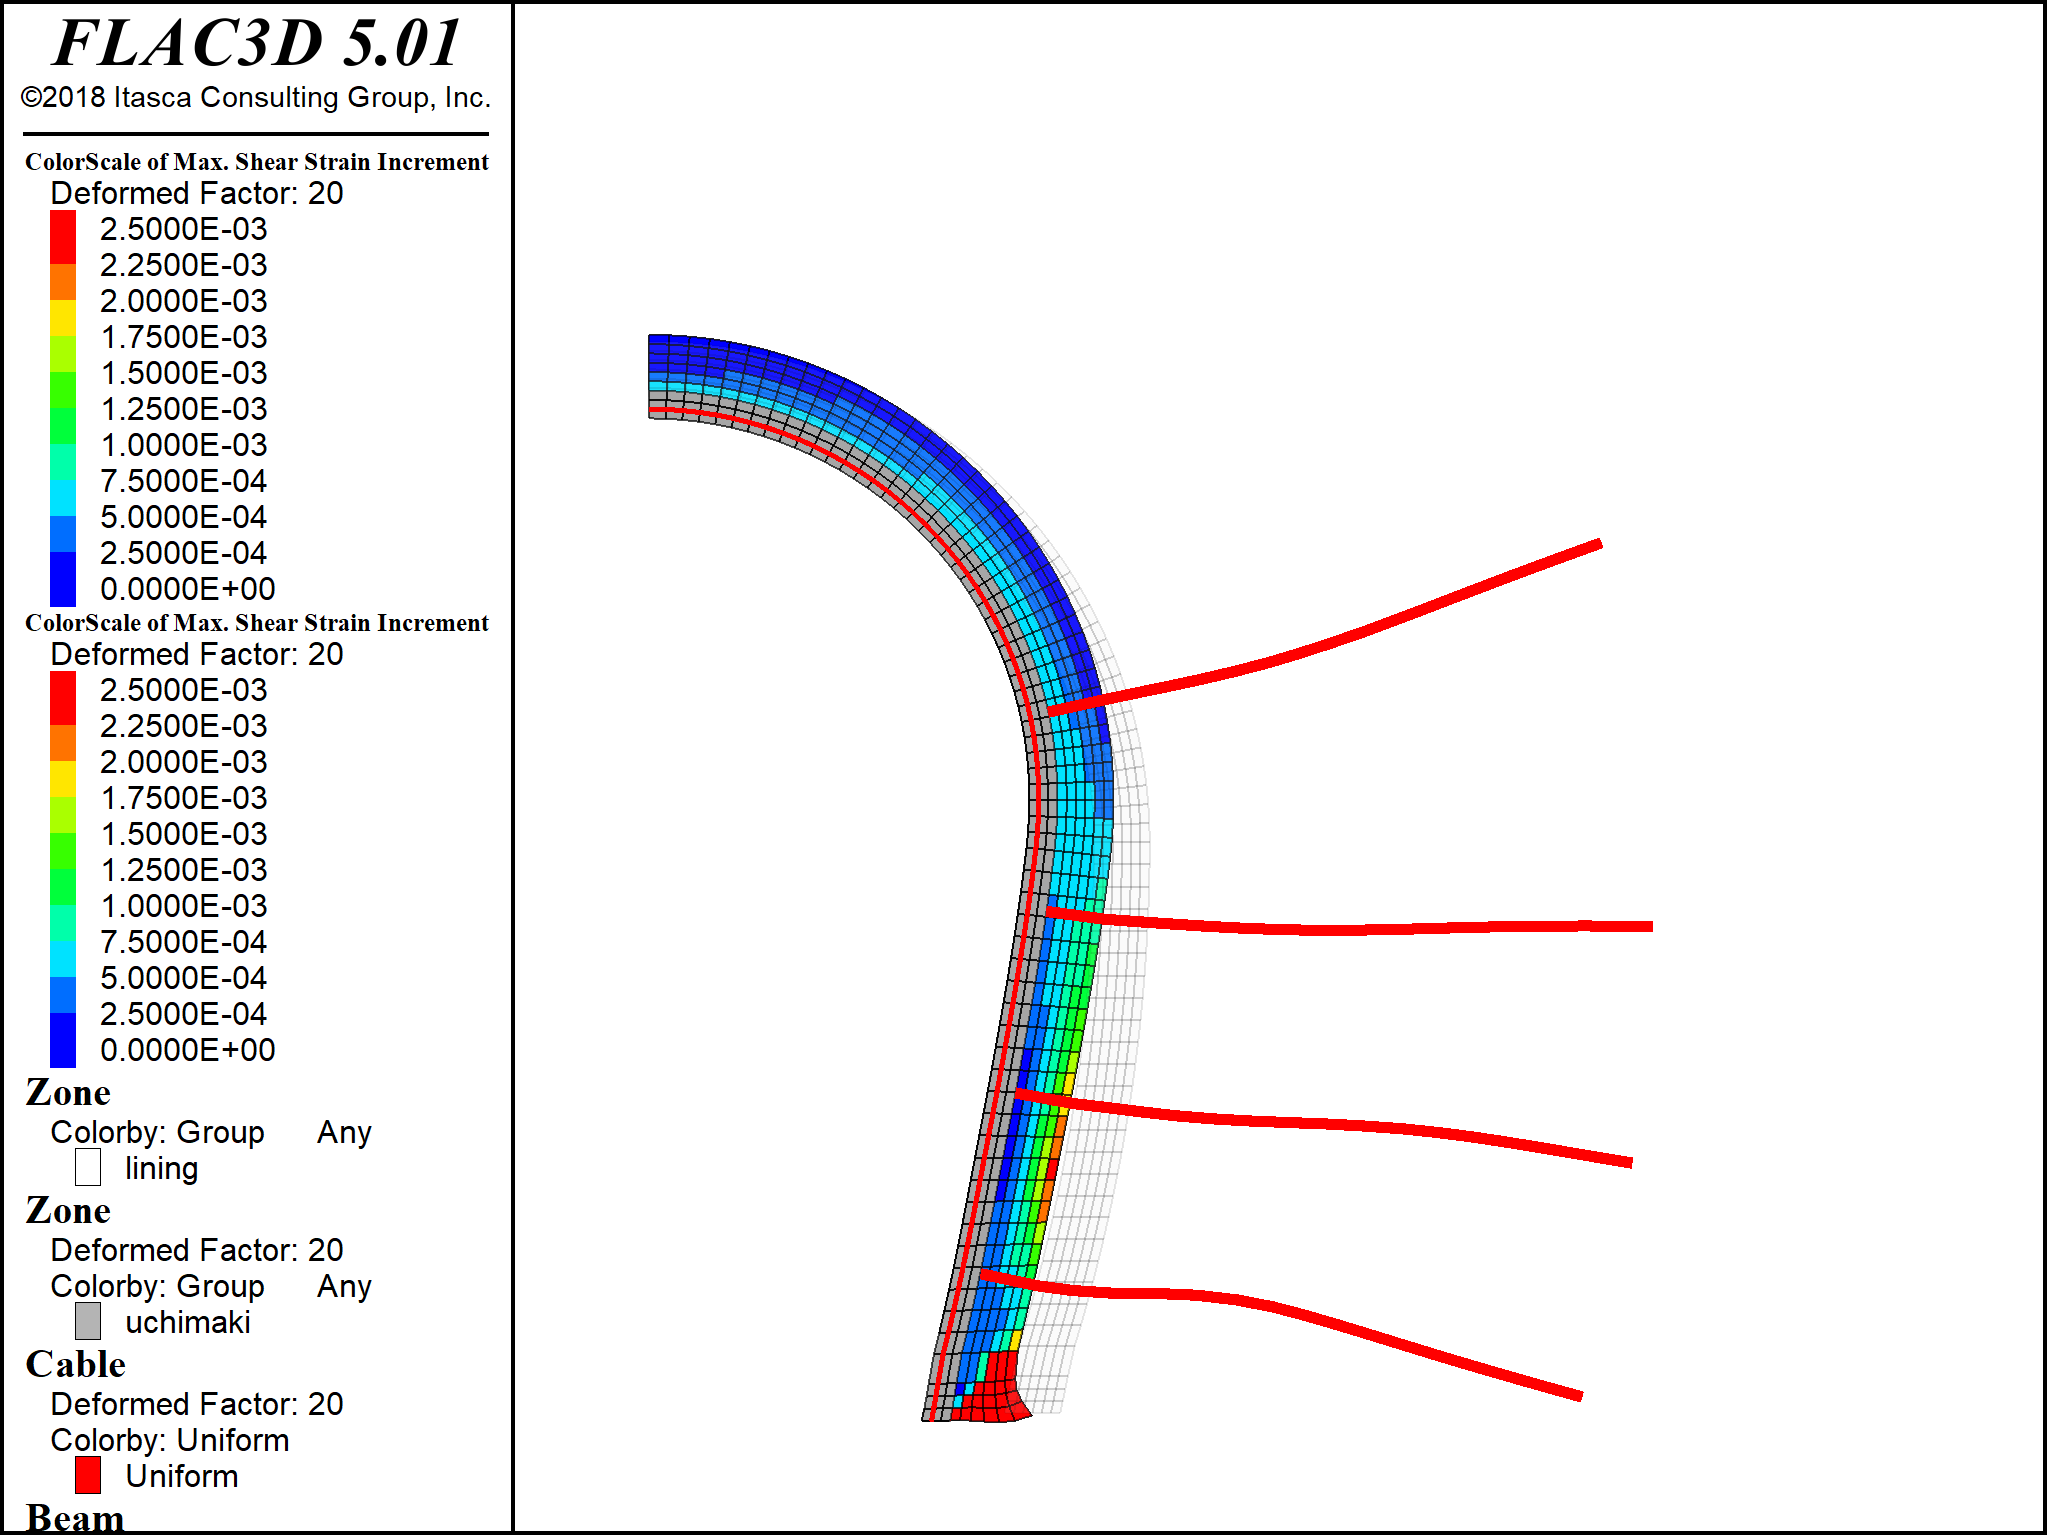 FLAC3D 5.01
©2018 Itasca Consulting Group, Inc.
ColorScale of Max. Shear Strain Increment
Deformed Factor: 20
2.5000E-03
2.2500E-03
2.0000E-03
1.7500E-03
1.5000E-03
1.2500E-03
1.0000E-03
7.5000E-04
5.0000E-04
2.5000E-04
0.0000E+00
ColorScale of Max. Shear Strain Increment
Deformed Factor: 20
2.5000E-03
2.2500E-03
2.0000E-03
1.7500E-03
1.5000E-03
1.2500E-03
1.0000E-03
7.5000E-04
5.0000E-04
2.5000E-04
0.0000E+00
Zone
Colorby: Group Any
lining
Zone
Deformed Factor: 20
Colorby: Group Any
uchimaki
Cable
Deformed Factor: 20
Colorby: Uniform
Uniform
Beam